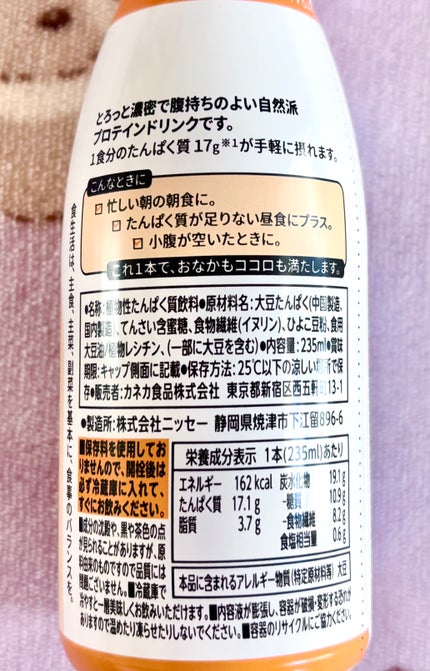 とろっと濃密で腹持ちのよい自然派
プロテインドリンクです。
1食分のたんぱく質 17g※1が手軽に摂れます。
こんなときに
忙しい朝の朝食に。
たんぱく質が足りない昼食にプラス。
小腹が空いたときに。
これ1本で、おなかもココロも満たします。
食生活は、主食、主菜、副菜を基本に、食事のバランスを。
●名称:植物性たんぱく質飲料●原材料名:大豆たんぱく(中国製造、
国内製造)、てんさい含蜜糖、食物繊維(イヌリン)、ひよこ豆粉、食用
大豆油/植物レシチン、(一部に大豆を含む)●内容量:235ml●賞味
期限:キャップ側面に記載●保存方法:25℃以下の涼しい場所で保
存●販売者:カネカ食品株式会社 東京都新宿区西五軒町13-1
●製造所:株式会社ニッセー 静岡県焼津市下江留896-6
■保存料を使用してお
りませんので、開栓後は
必ず冷蔵庫に入れて、
すぐにお飲みください。
栄養成分表示 1本(235ml)あたり
エネルギー 162kcal
たんぱく質 17.1g
脂質 3.7g
炭水化物 19.1g
-糖質 10.9g
-食物繊維 8.2g
食塩相当量 0.6g
本品に含まれるアレルギー物質(特定原材料等) 大豆
■成分の沈殿や、黒や茶色の点
が見られることがありますが、原
料由来のものですので品質には
問題ございません。■冷蔵庫で
冷やすと一層美味しくお飲みいただけます。■内容液が膨張し、容器が破損・変形する恐れが
ありますので温めたり凍らせたりしないでください。■容器のリサイクルにご協力ください。